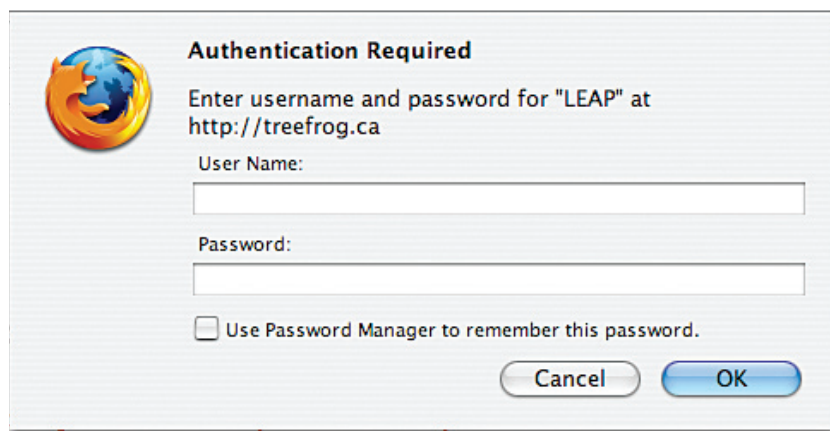 Authentication Required
Enter username and password for "LEAP" at
http://treefrog.ca
User Name:
Password:
Use Password Manager to remember this password.
Cancel OK